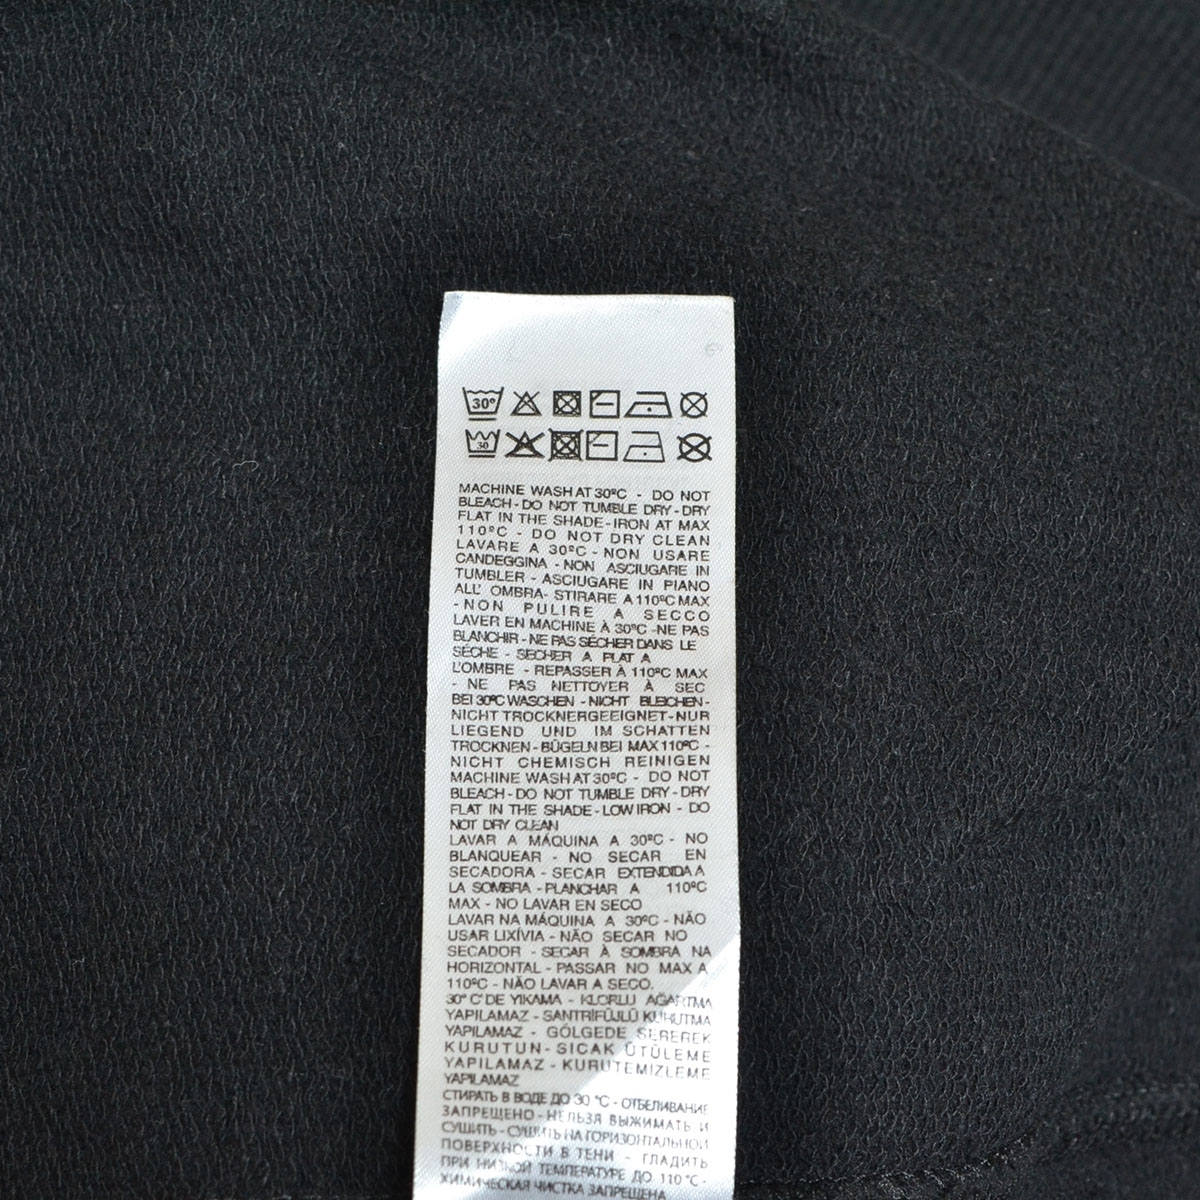 30°
30
MACHINE WASH AT 30ºC - DO NOT
BLEACH - DO NOT TUMBLE DRY - DRY
FLAT IN THE SHADE - IRON AT MAX
110ºC - DO NOT DRY CLEAN
LAVARE A 30ºC - NON USARE
CANDEGGINA - NON ASCIUGARE IN
TUMBLER - ASCIUGARE IN PIANO
ALL' OMBRA- STIRARE A 110ºC MAX
- NON PULIRE A SECCO
LAVER EN MACHINE À 30ºC -NE PAS
BLANCHIR - NE PAS SÉCHER DANS LE
SÉCHE - SECHER A PLAT A
L'OMBRE - REPASSER À 110ºC MAX
- NE PAS NETTOYER À SEC
BEI 30ºC WASCHEN - NICHT BLEICHEN -
NICHT TROCKNERGEEIGNET - NUR
LIEGEND UND IM SCHATTEN
TROCKNEN - BÜGELN BEI MAX 110ºC -
NICHT CHEMISCH REINIGEN
MACHINE WASH AT 30ºC - DO NOT
BLEACH - DO NOT TUMBLE DRY - DRY
FLAT IN THE SHADE - LOW IRON - DO
NOT DRY CLEAN
LAVAR A MÁQUINA A 30ºC - NO
BLANQUEAR - NO SECAR EN
SECADORA - SECAR EXTENDIDA A
LA SOMBRA - PLANCHAR A 110ºC
MAX - NO LAVAR EN SECO
LAVAR NA MÁQUINA A 30ºC - NÃO
USAR LIXÍVIA - NÃO SECAR NO
SECADOR - SECAR À SOMBRA NA
HORIZONTAL - PASSAR NO MAX A
110ºC - NÃO LAVAR A SECO.
30°C'DE YIKAMA - KLORLU AĞARTMA
YAPILAMAZ - SANTRİFÜJLÜ KURUTMA
YAPILAMAZ - GÖLGEDE SEREREK
KURUTUN - SICAK ÜTÜLEME
YAPILAMAZ - KURUTEMIZLEME
YAPILAMAZ
СТИРАТЬ В ВОДЕ ДО 30 °C - ОТБЕЛИВАНИЕ
ЗАПРЕЩЕНО - НЕЛЬЗЯ ВЫЖИМАТЬ И
СУШИТЬ - СУШИТЬ НА ГОРИЗОНТАЛЬНОЙ
ПОВЕРХНОСТИ В ТЕНИ - ГЛАДИТЬ
ПРИ НИЗКОЙ ТЕМПЕРАТУРЕ ДО 110 °C -
ХИМИЧЕСКАЯ ЧИСТКА ЗАПРЕЩЕНА